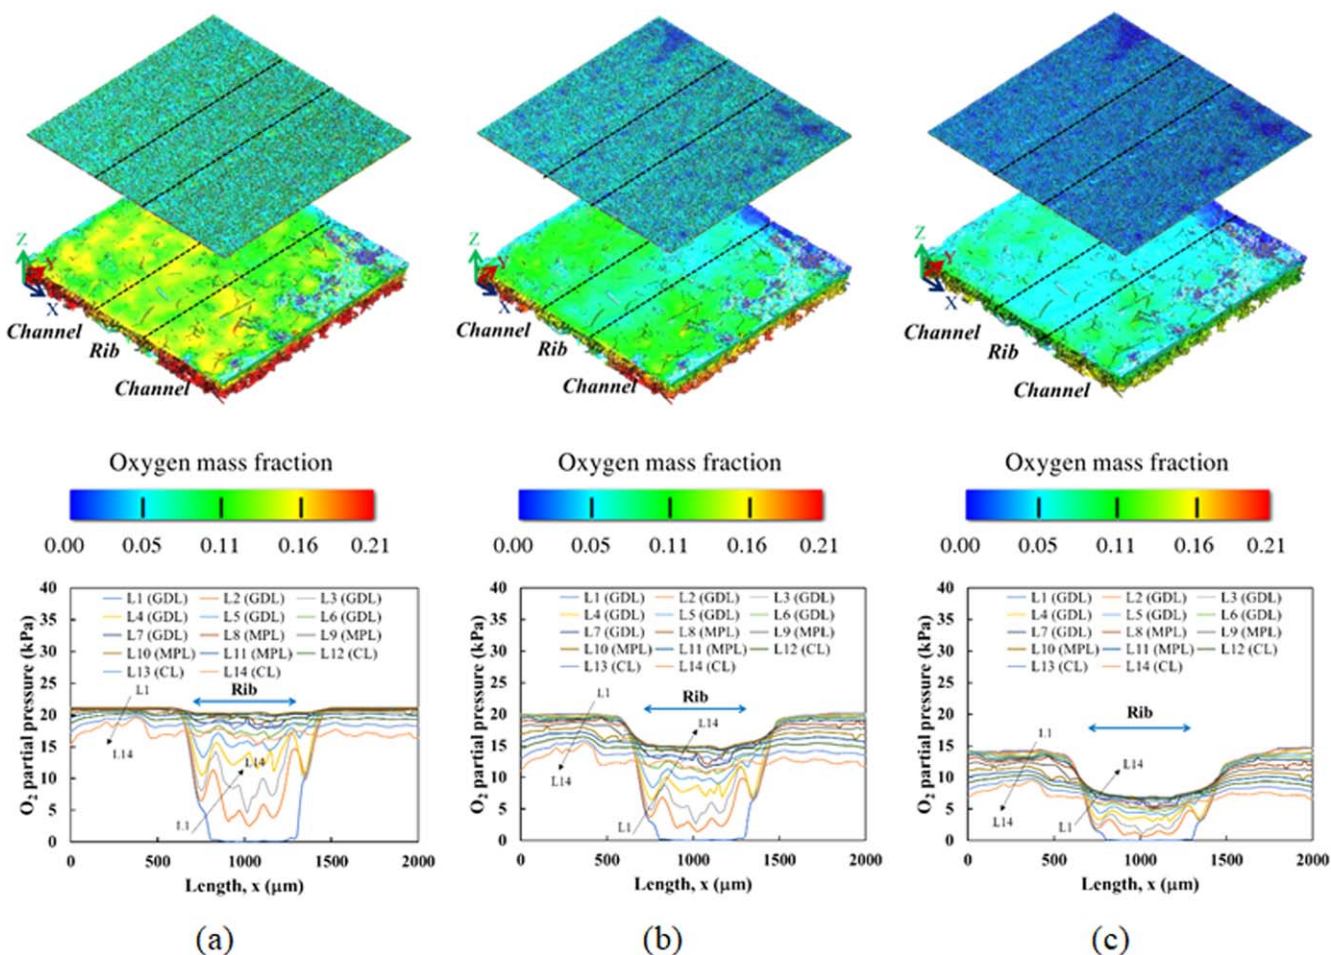 Z
Y
X
Channel
Rib
Channel
Z
Y
X
Channel
Rib
Channel
Z
Y
X
Channel
Rib
Channel
Oxygen mass fraction
0.00 0.05 0.11 0.16 0.21
Oxygen mass fraction
0.00 0.05 0.11 0.16 0.21
Oxygen mass fraction
0.00 0.05 0.11 0.16 0.21
O2 partial pressure (kPa)
40
35
30
25
20
15
10
5
0
L1 (GDL) L2 (GDL) L3 (GDL)
L4 (GDL) L5 (GDL) L6 (GDL)
L7 (GDL) L8 (MPL) L9 (MPL)
L10 (MPL) L11 (MPL) L12 (CL)
L13 (CL) L14 (CL)
Rib
L1
L14
L14
L1
0 500 1000 1500 2000
Length, x (μm)
(a)
O2 partial pressure (kPa)
40
35
30
25
20
15
10
5
0
L1 (GDL) L2 (GDL) L3 (GDL)
L4 (GDL) L5 (GDL) L6 (GDL)
L7 (GDL) L8 (MPL) L9 (MPL)
L10 (MPL) L11 (MPL) L12 (CL)
L13 (CL) L14 (CL)
Rib
L1
L14
L14
L1
0 500 1000 1500 2000
Length, x (μm)
(b)
O2 partial pressure (kPa)
40
35
30
25
20
15
10
5
0
L1 (GDL) L2 (GDL) L3 (GDL)
L4 (GDL) L5 (GDL) L6 (GDL)
L7 (GDL) L8 (MPL) L9 (MPL)
L10 (MPL) L11 (MPL) L12 (CL)
L13 (CL) L14 (CL)
Rib
L1
L14
L14
L1
0 500 1000 1500 2000
Length, x (μm)
(c)